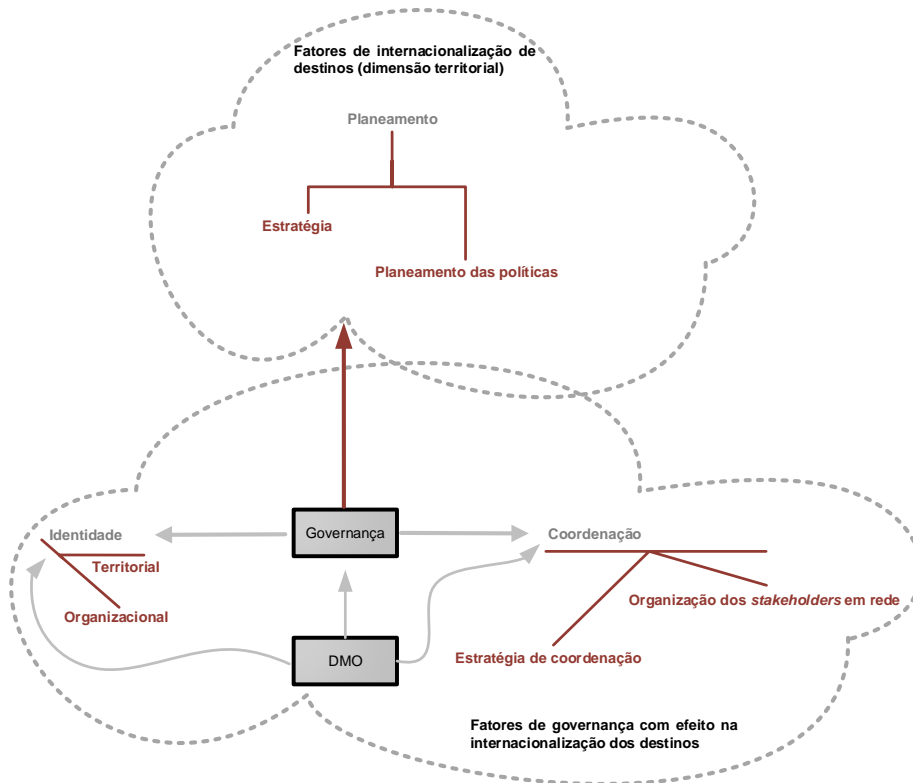 Fatores de internacionalização de
destinos (dimensão territorial)
Planeamento
Estratégia
Planeamento das políticas
Identidade
Governança
Coordenação
Territorial
Organizacional
Organização dos stakeholders em rede
Estratégia de coordenação
DMO
Fatores de governança com efeito na
internacionalização dos destinos